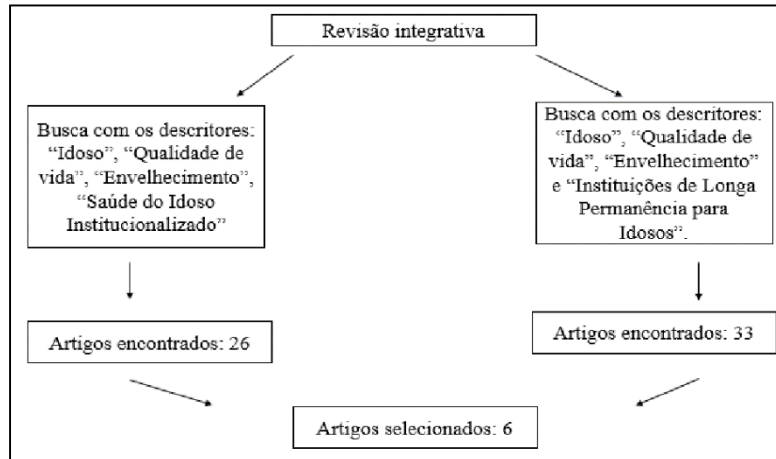 Revisão integrativa
Busca com os descritores:
“Idoso”, “Qualidade de
vida”, “Envelhecimento”,
“Saúde do Idoso
Institucionalizado”
Busca com os descritores:
“Idoso”, “Qualidade de
vida”, “Envelhecimento”
e “Instituições de Longa
Permanência para
Idosos”.
Artigos encontrados: 26
Artigos encontrados: 33
Artigos selecionados: 6